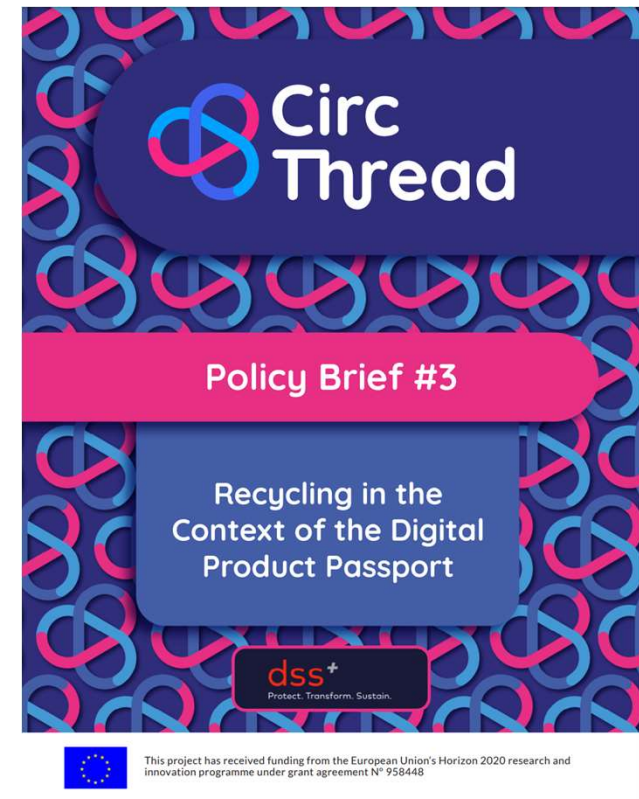 Circ
Thread
Policy Brief #3
Recycling in the
Context of the Digital
Product Passport
dss+
Protect. Transform. Sustain.
This project has received funding from the European Union's Horizon 2020 research and
innovation programme under grant agreement N° 958448